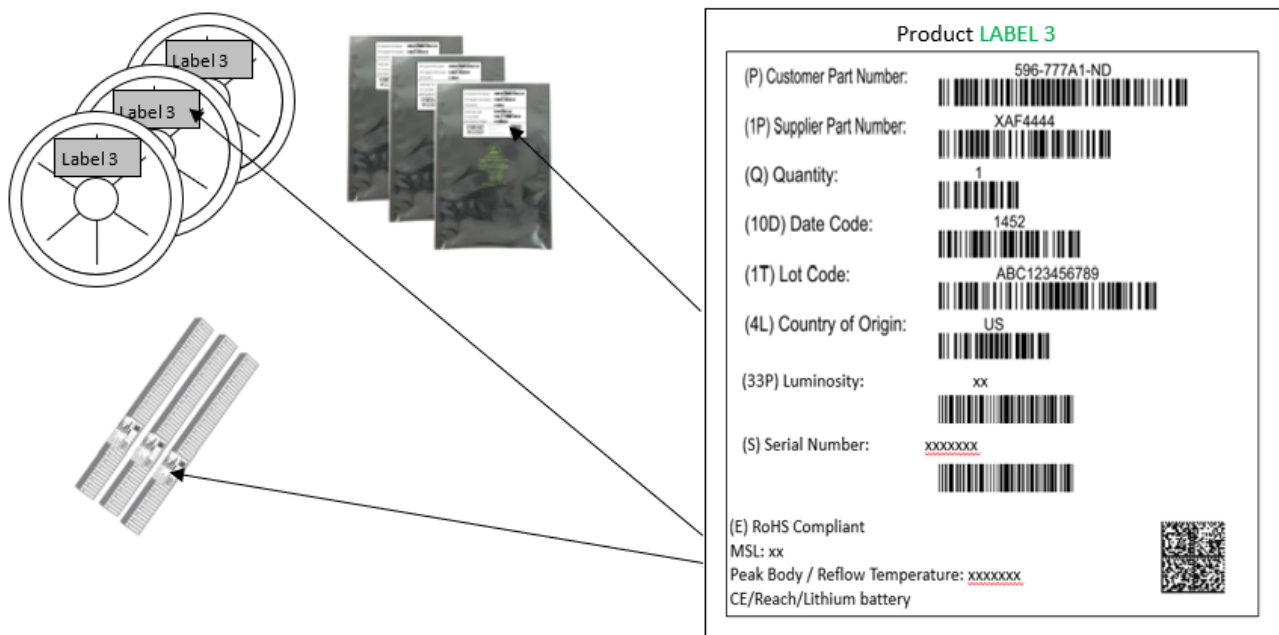 Label 3
Label 3
Label 3
Product LABEL 3
(P) Customer Part Number:
596-777A1-ND
(1P) Supplier Part Number:
XAF4444
(Q) Quantity:
1
(10D) Date Code:
1452
(1T) Lot Code:
ABC123456789
(4L) Country of Origin:
US
(33P) Luminosity:
xx
(S) Serial Number:
xxxxxxx
(E) RoHS Compliant
MSL: xx
Peak Body / Reflow Temperature: xxxxxxx
CE/Reach/Lithium battery